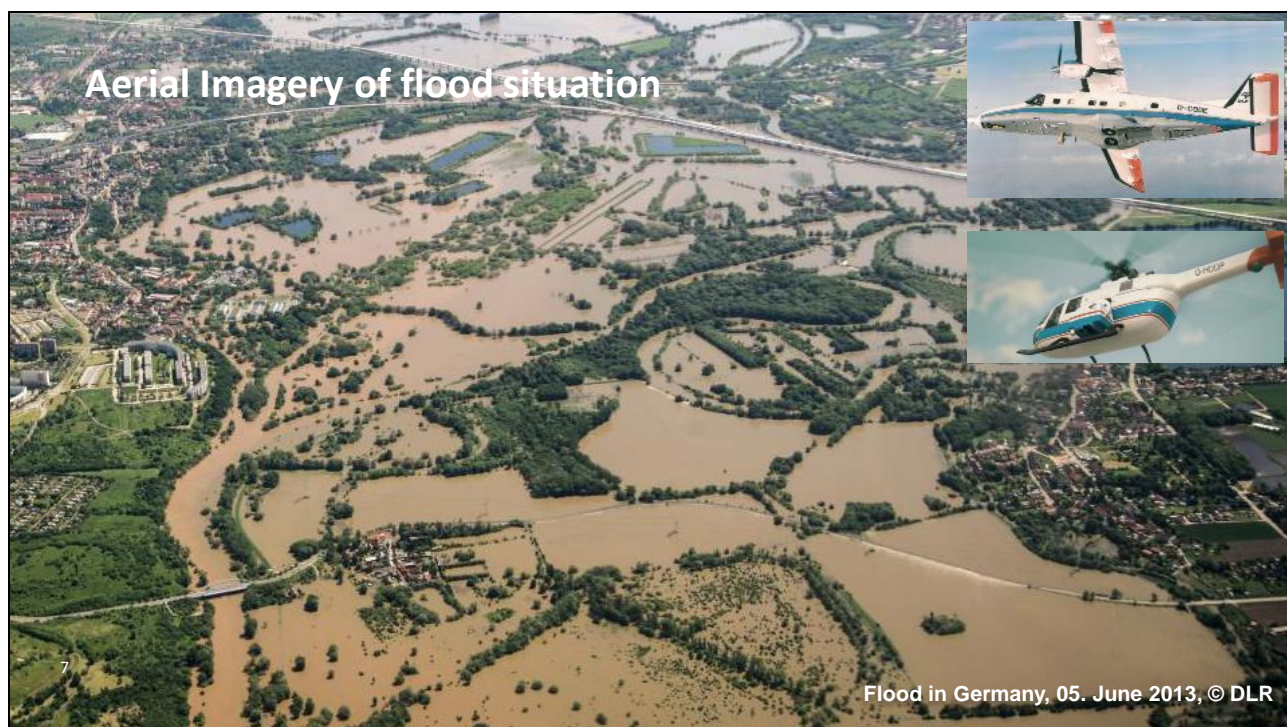 Aerial Imagery of flood situation
7
Flood in Germany, 05. June 2013, © DLR